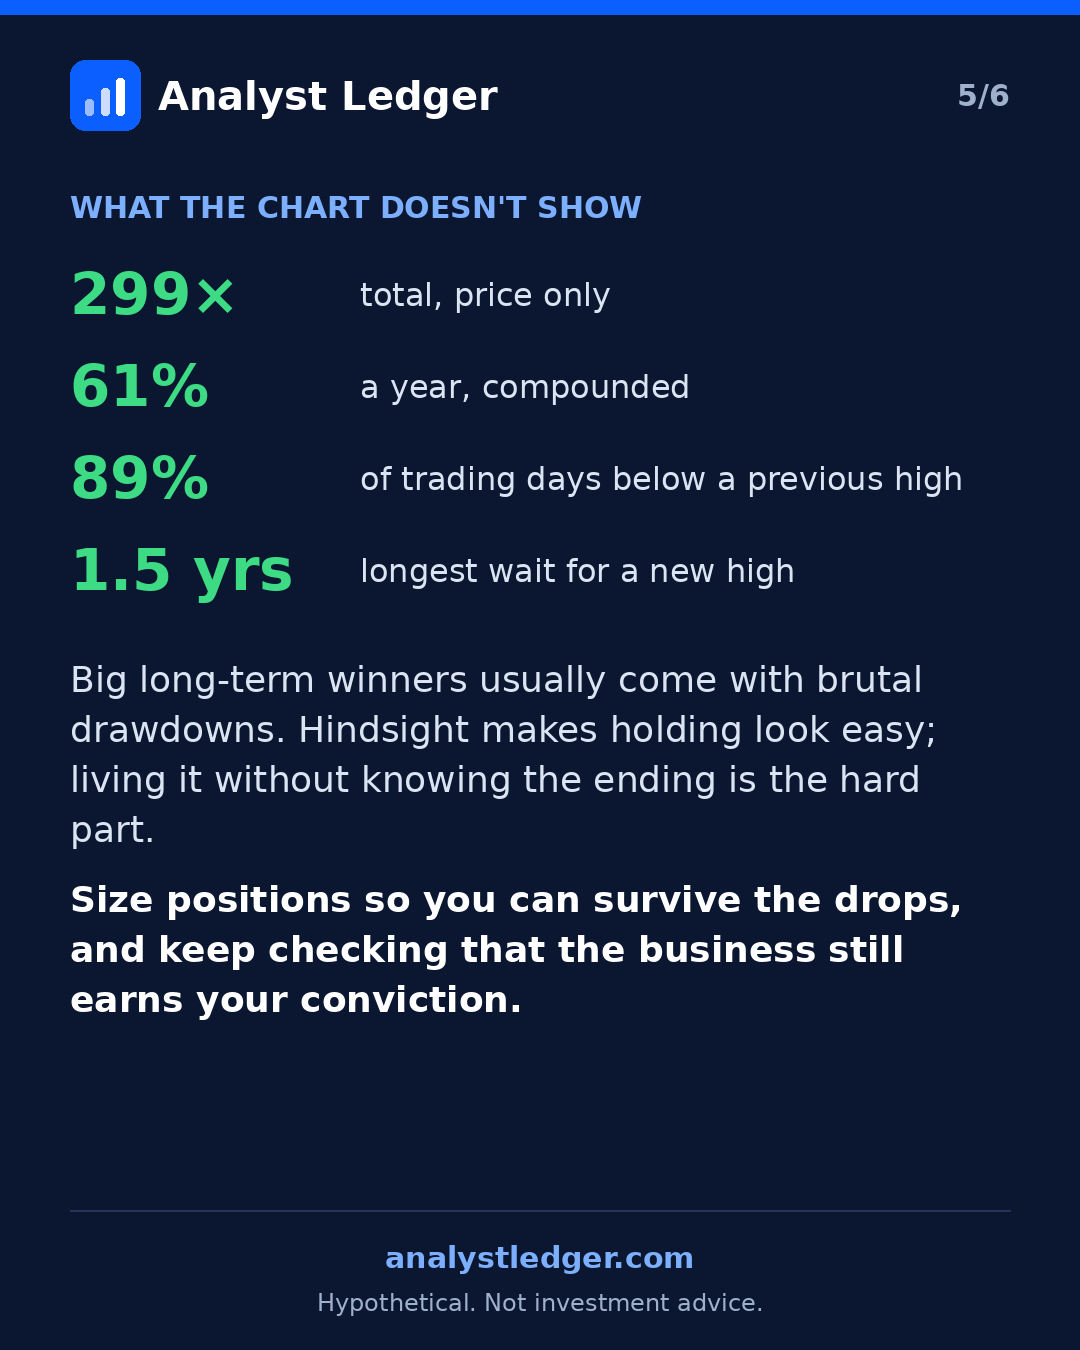 Analyst Ledger
5/6
WHAT THE CHART DOESN'T SHOW
299× total, price only
61% a year, compounded
89% of trading days below a previous high
1.5 yrs longest wait for a new high
Big long-term winners usually come with brutal
drawdowns. Hindsight makes holding look easy;
living it without knowing the ending is the hard
part.
Size positions so you can survive the drops,
and keep checking that the business still
earns your conviction.
analystledger.com
Hypothetical. Not investment advice.